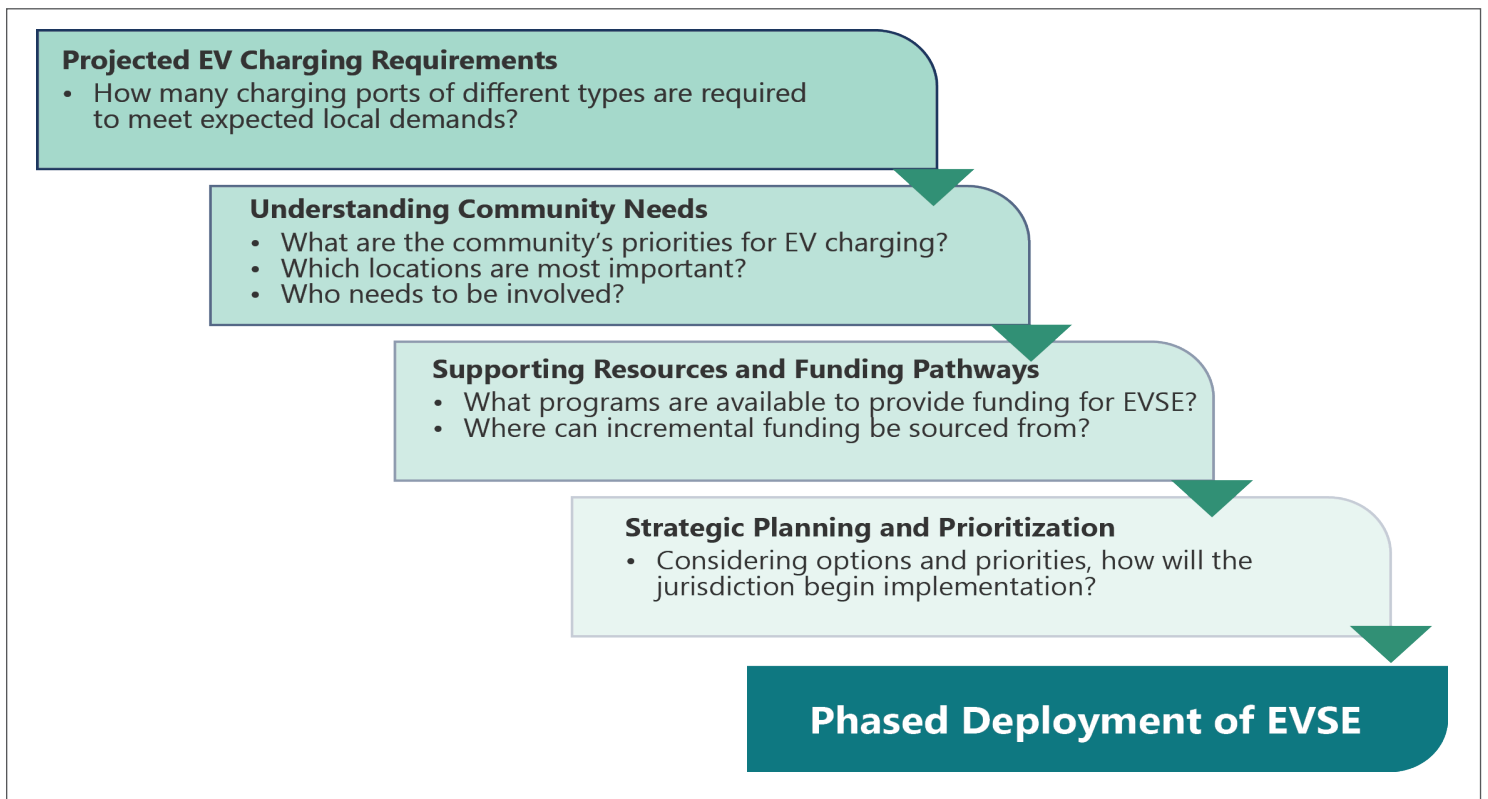 Projected EV Charging Requirements
• How many charging ports of different types are required
to meet expected local demands?
Understanding Community Needs
• What are the community’s priorities for EV charging?
• Which locations are most important?
• Who needs to be involved?
Supporting Resources and Funding Pathways
• What programs are available to provide funding for EVSE?
• Where can incremental funding be sourced from?
Strategic Planning and Prioritization
• Considering options and priorities, how will the
jurisdiction begin implementation?
Phased Deployment of EVSE